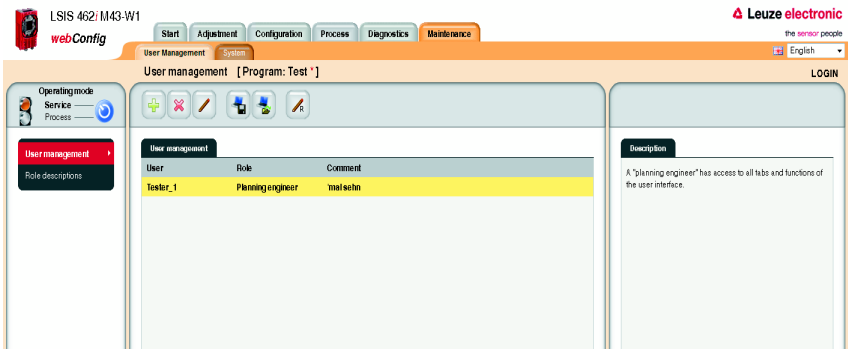 LSIS 462i M43-W1
webConfig
Leuze electronic
the sensor people
Start Adjustment Configuration Process Diagnostics Maintenance
User Management System
English
User management [Program: Test *]
LOGIN
Operating mode
Service
Process
User management
Role descriptions
R
User management
User Role Comment
Tester_1 Planning engineer 'mal sehn
Description
A "planning engineer" has access to all tabs and functions of
the user interface.